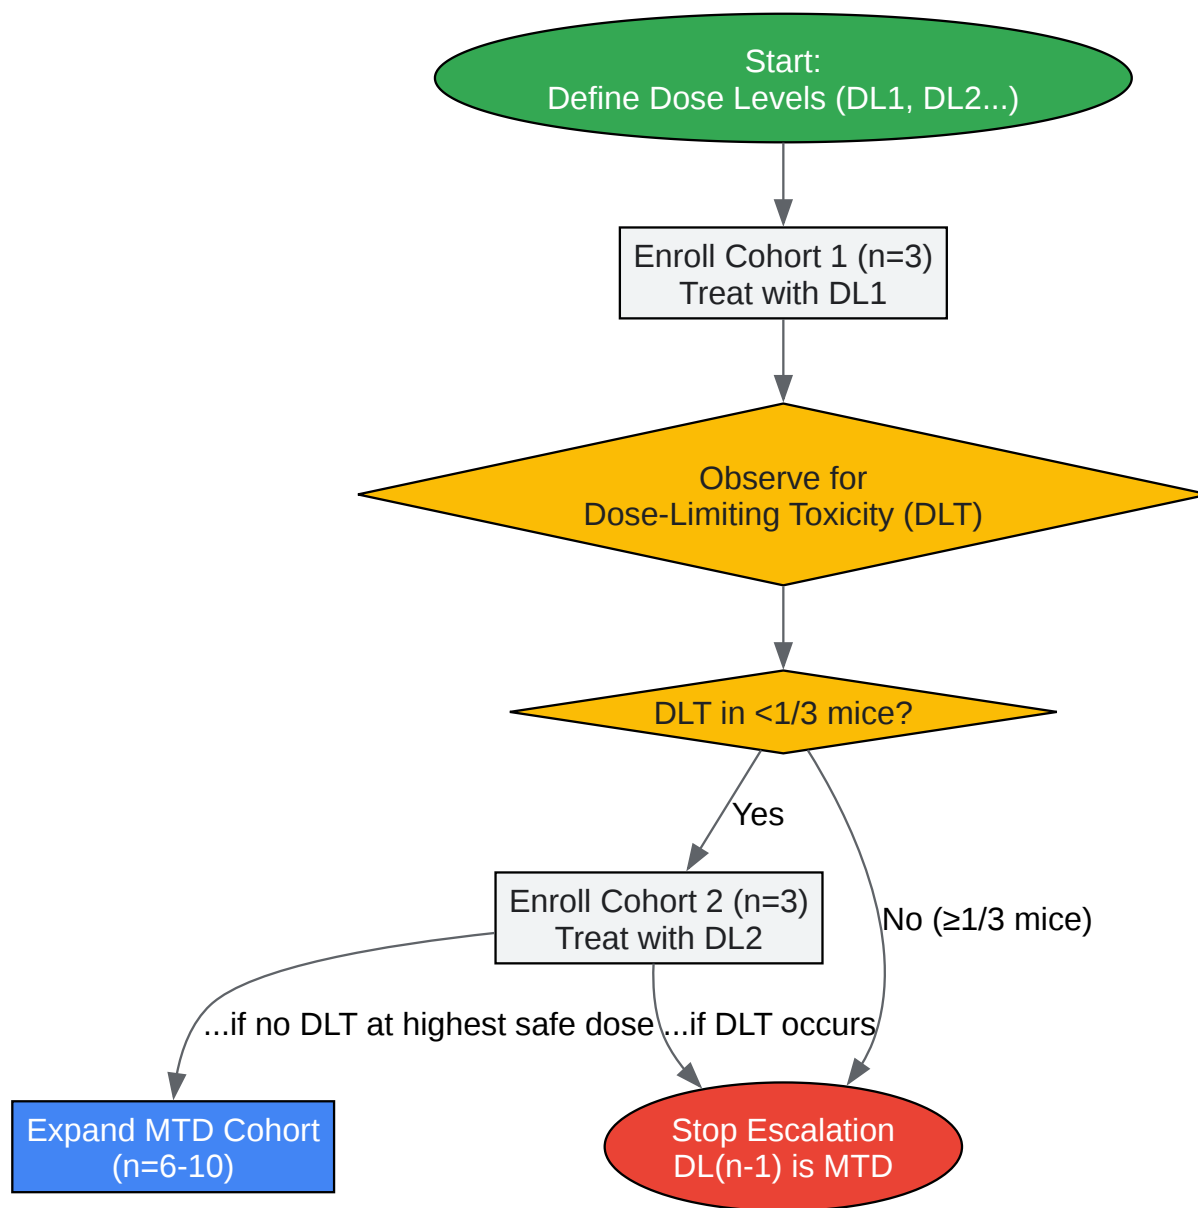 Start:
Define Dose Levels (DL1, DL2...)
Enroll Cohort 1 (n=3)
Treat with DL1
Observe for
Dose-Limiting Toxicity (DLT)
DLT in <1/3 mice?
Yes
Enroll Cohort 2 (n=3)
Treat with DL2
No (≥1/3 mice)
...if no DLT at highest safe dose
...if DLT occurs
Expand MTD Cohort
(n=6-10)
Stop Escalation
DL(n-1) is MTD